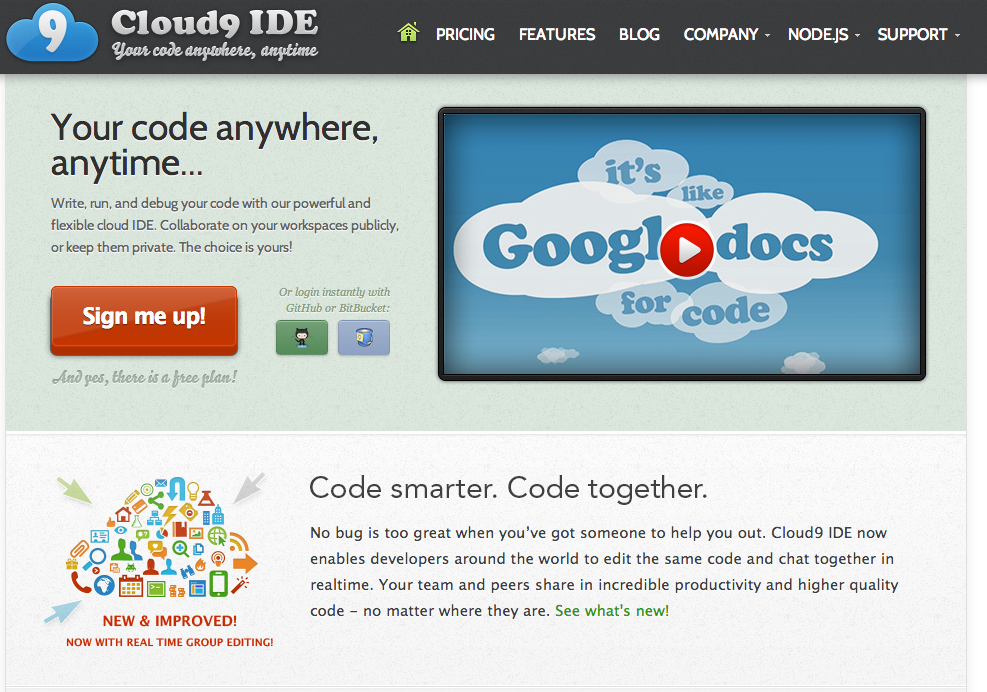 9 Cloud9 IDE
Your code anywhere, anytime
PRICING FEATURES BLOG COMPANY NODE.JS SUPPORT
Your code anywhere,
anytime...
Write, run, and debug your code with our powerful and
flexible cloud IDE. Collaborate on your workspaces publicly,
or keep them private. The choice is yours!
Sign me up!
Or login instantly with
GitHub or BitBucket:
And yes, there is a free plan!
it's
like
Googl docs
for code
Code smarter. Code together.
No bug is too great when you've got someone to help you out. Cloud9 IDE now
enables developers around the world to edit the same code and chat together in
realtime. Your team and peers share in incredible productivity and higher quality
code – no matter where they are. See what's new!
NEW & IMPROVED!
NOW WITH REAL TIME GROUP EDITING!